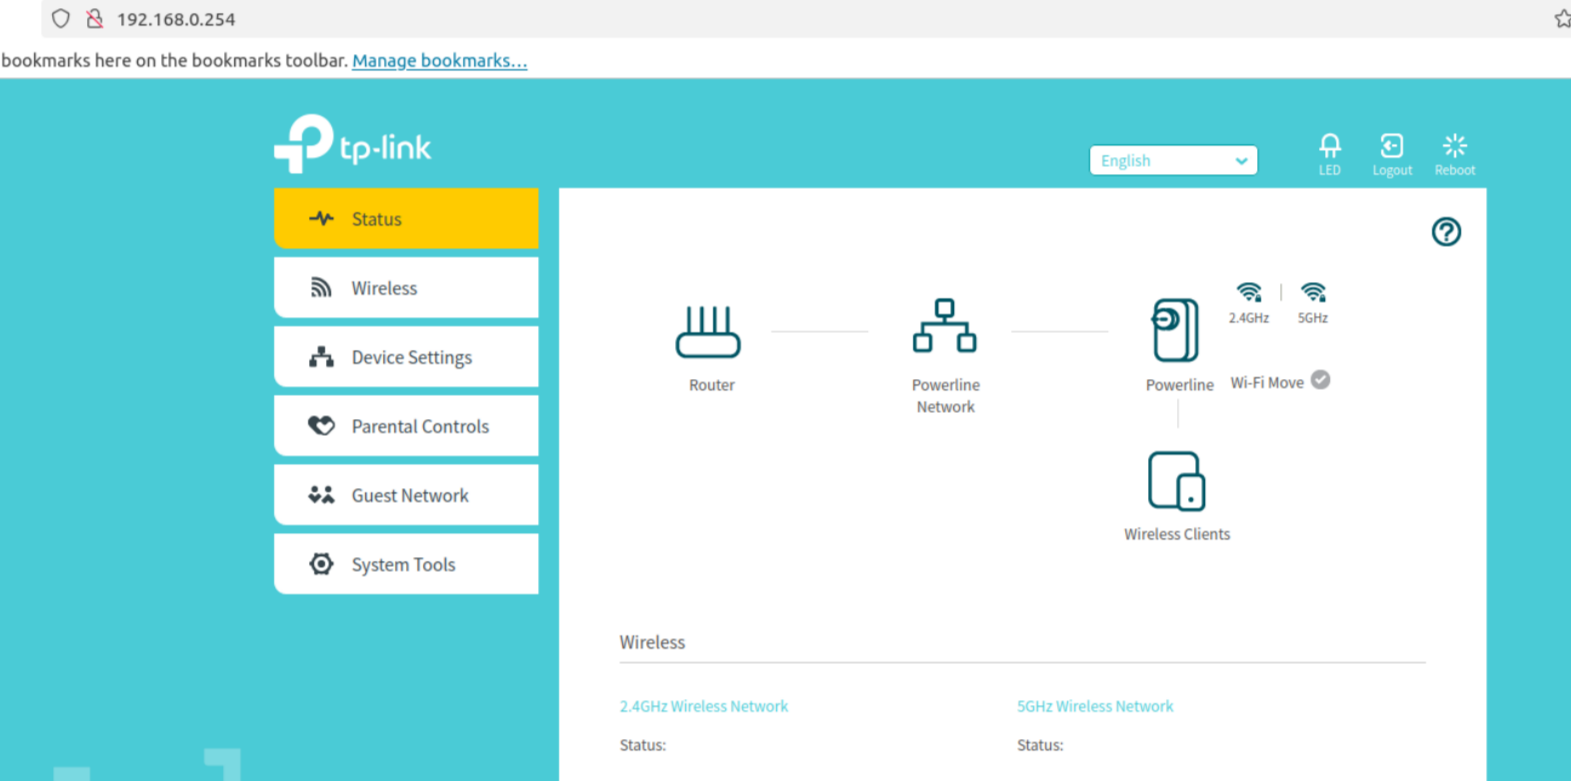 192.168.0.254
bookmarks here on the bookmarks toolbar. Manage bookmarks…
tp-link
English
LED
Logout
Reboot
Status
Wireless
Device Settings
Parental Controls
Guest Network
System Tools
2.4GHz
5GHz
Router
Powerline
Network
Powerline
Wi-Fi Move
Wireless Clients
Wireless
2.4GHz Wireless Network
5GHz Wireless Network
Status:
Status: